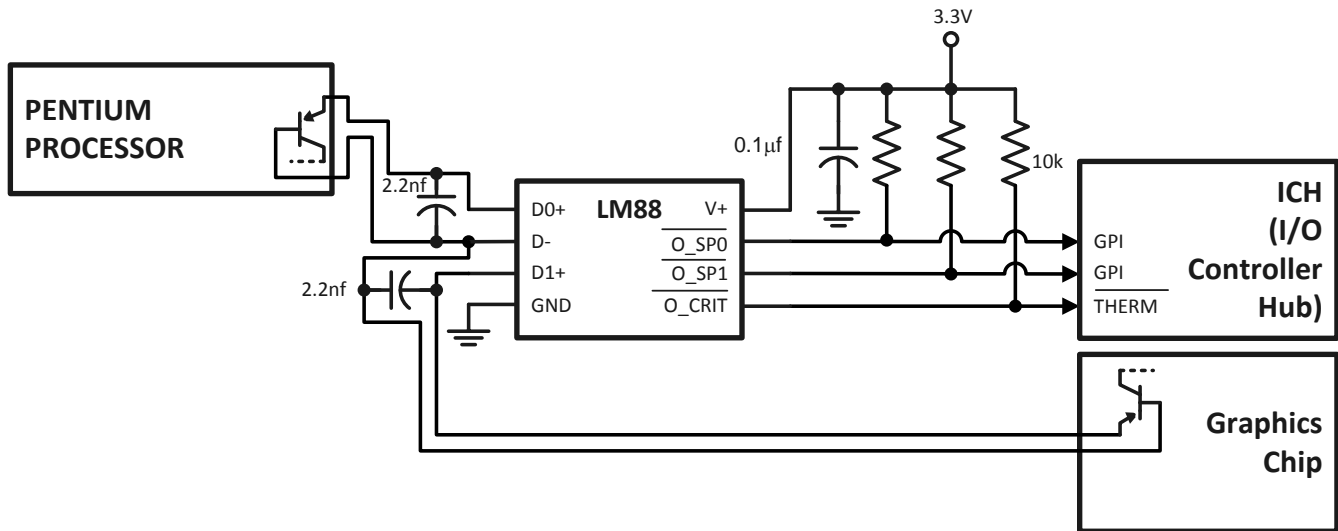 3.3V
PENTIUM
PROCESSOR
0.1µf
10k
2.2nf
LM88
D0+
V+
D-
O_SP0
D1+
O_SP1
GND
O_CRIT
2.2nf
ICH
(I/O
Controller
Hub)
GPI
GPI
THERM
Graphics
Chip